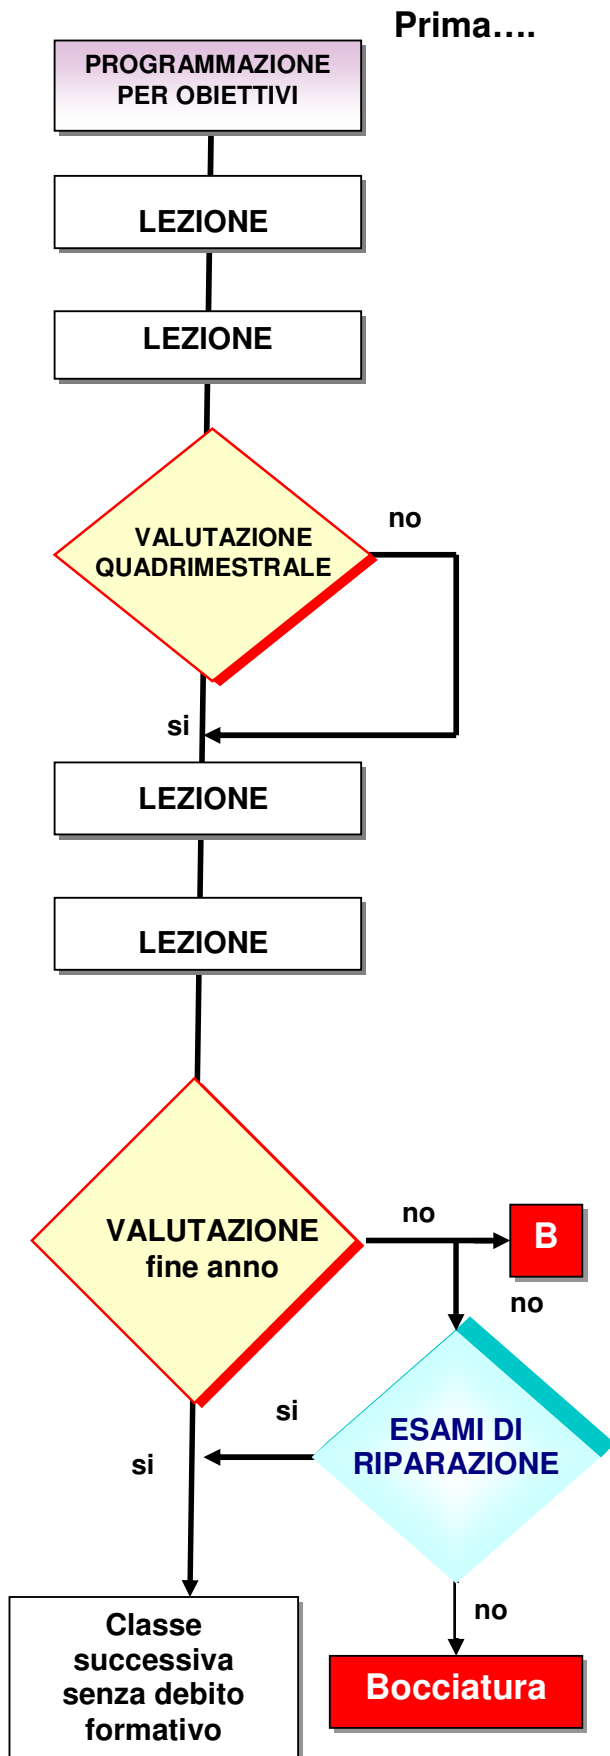 Prima....
PROGRAMMAZIONE
PER OBIETTIVI
LEZIONE
LEZIONE
no
VALUTAZIONE
QUADRIMESTRALE
si
LEZIONE
LEZIONE
no
B
VALUTAZIONE
fine anno
no
si
ESAMI DI
RIPARAZIONE
si
no
Classe
successiva
senza debito
formativo
Bocciatura